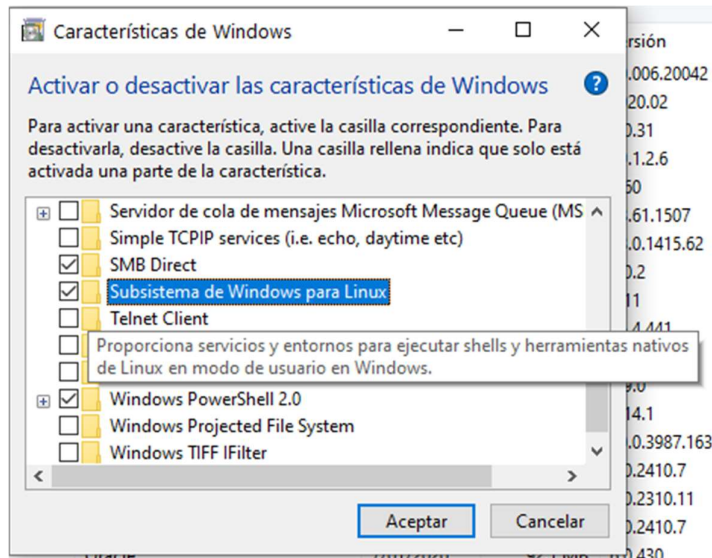 Características de Windows
rsión
Activar o desactivar las características de Windows
.006.20042
20.02
Para activar una característica, active la casilla correspondiente. Para
desactivarla, desactive la casilla. Una casilla rellena indica que solo está
activada una parte de la característica.
0.31
.1.2.6
60
Servidor de cola de mensajes Microsoft Message Queue (MS
.61.1507
Simple TCPIP services (i.e. echo, daytime etc)
.0.1415.62
SMB Direct
0.2
Subsistema de Windows para Linux
11
Telnet Client
.4.441
Proporciona servicios y entornos para ejecutar shells y herramientas nativos
de Linux en modo de usuario en Windows.
9.0
Windows PowerShell 2.0
14.1
Windows Projected File System
.0.3987.163
Windows TIFF IFilter
0.2410.7
0.2310.11
Aceptar
Cancelar
0.2410.7
0.430